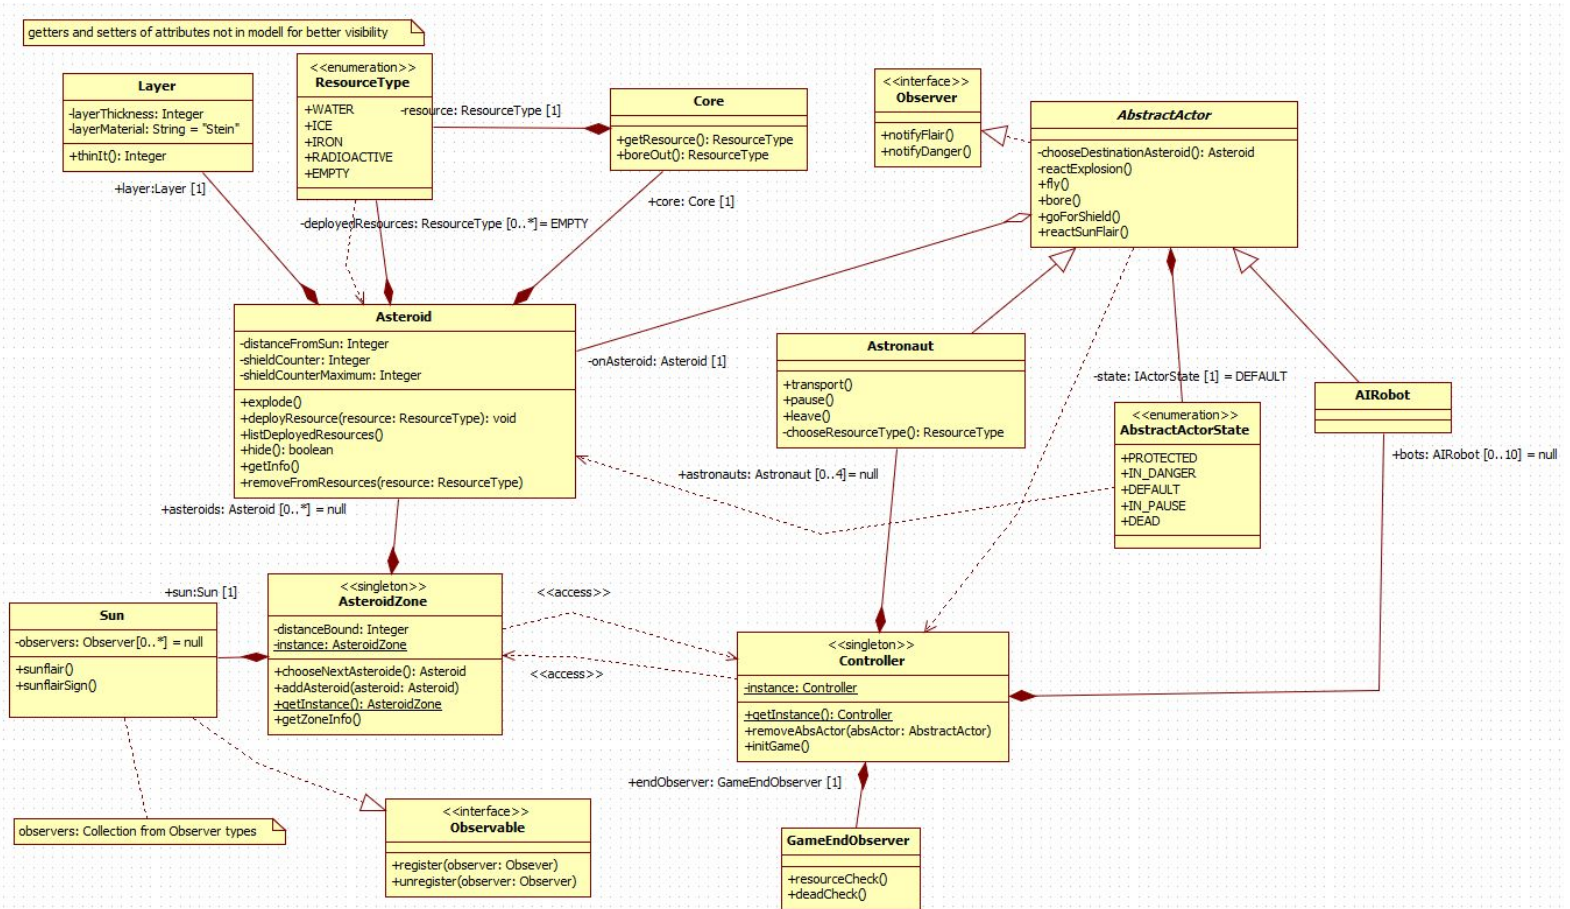 getters and setters of attributes not in modell for better visibility
Layer
-layerThickness: Integer
-layerMaterial: String = "Stein"
+thinIt(): Integer
<<enumeration>>
ResourceType
+WATER
+ICE
+IRON
+RADIOACTIVE
+EMPTY
-resource: ResourceType [1]
Core
+getResource(): ResourceType
+boreOut(): ResourceType
<<interface>>
Observer
+notifyFlair()
+notifyDanger()
AbstractActor
-chooseDestinationAsteroid(): Asteroid
-reactExplosion()
+fly()
+bore()
+goForShield()
+reactSunFlair()
+layer:Layer [1]
-deployedResources: ResourceType [0..*]= EMPTY
+core: Core [1]
Asteroid
-distanceFromSun: Integer
-shieldCounter: Integer
-shieldCounterMaximum: Integer
+explode()
+deployResource(resource: ResourceType): void
+listDeployedResources()
+hide(): boolean
+getInfo()
+removeFromResources(resource: ResourceType)
-onAsteroid: Asteroid [1]
Astronaut
+transport()
+pause()
+leave()
-chooseResourceType(): ResourceType
-state: IActorState [1] = DEFAULT
<<enumeration>>
AbstractActorState
+PROTECTED
+IN_DANGER
+DEFAULT
+IN_PAUSE
+DEAD
AIRobot
+bots: AIRobot [0..10] = null
+astronauts: Astronaut [0..4]= null
+asteroids: Asteroid [0..*] = null
+sun:Sun [1]
Sun
-observers: Observer[0..*] = null
+sunflair()
+sunflairSign()
<<singleton>>
AsteroidZone
-distanceBound: Integer
-instance: AsteroidZone
+chooseNextAsteroide(): Asteroid
+addAsteroid(asteroid: Asteroid)
+getInstance(): AsteroidZone
+getZoneInfo()
<<access>>
<<access>>
<<singleton>>
Controller
-instance: Controller
+getInstance(): Controller
+removeAbsActor(absActor: AbstractActor)
+initGame()
+endObserver: GameEndObserver [1]
observers: Collection from Observer types
<<interface>>
Observable
+register(observer: Obsever)
+unregister(observer: Observer)
GameEndObserver
+resourceCheck()
+deadCheck()